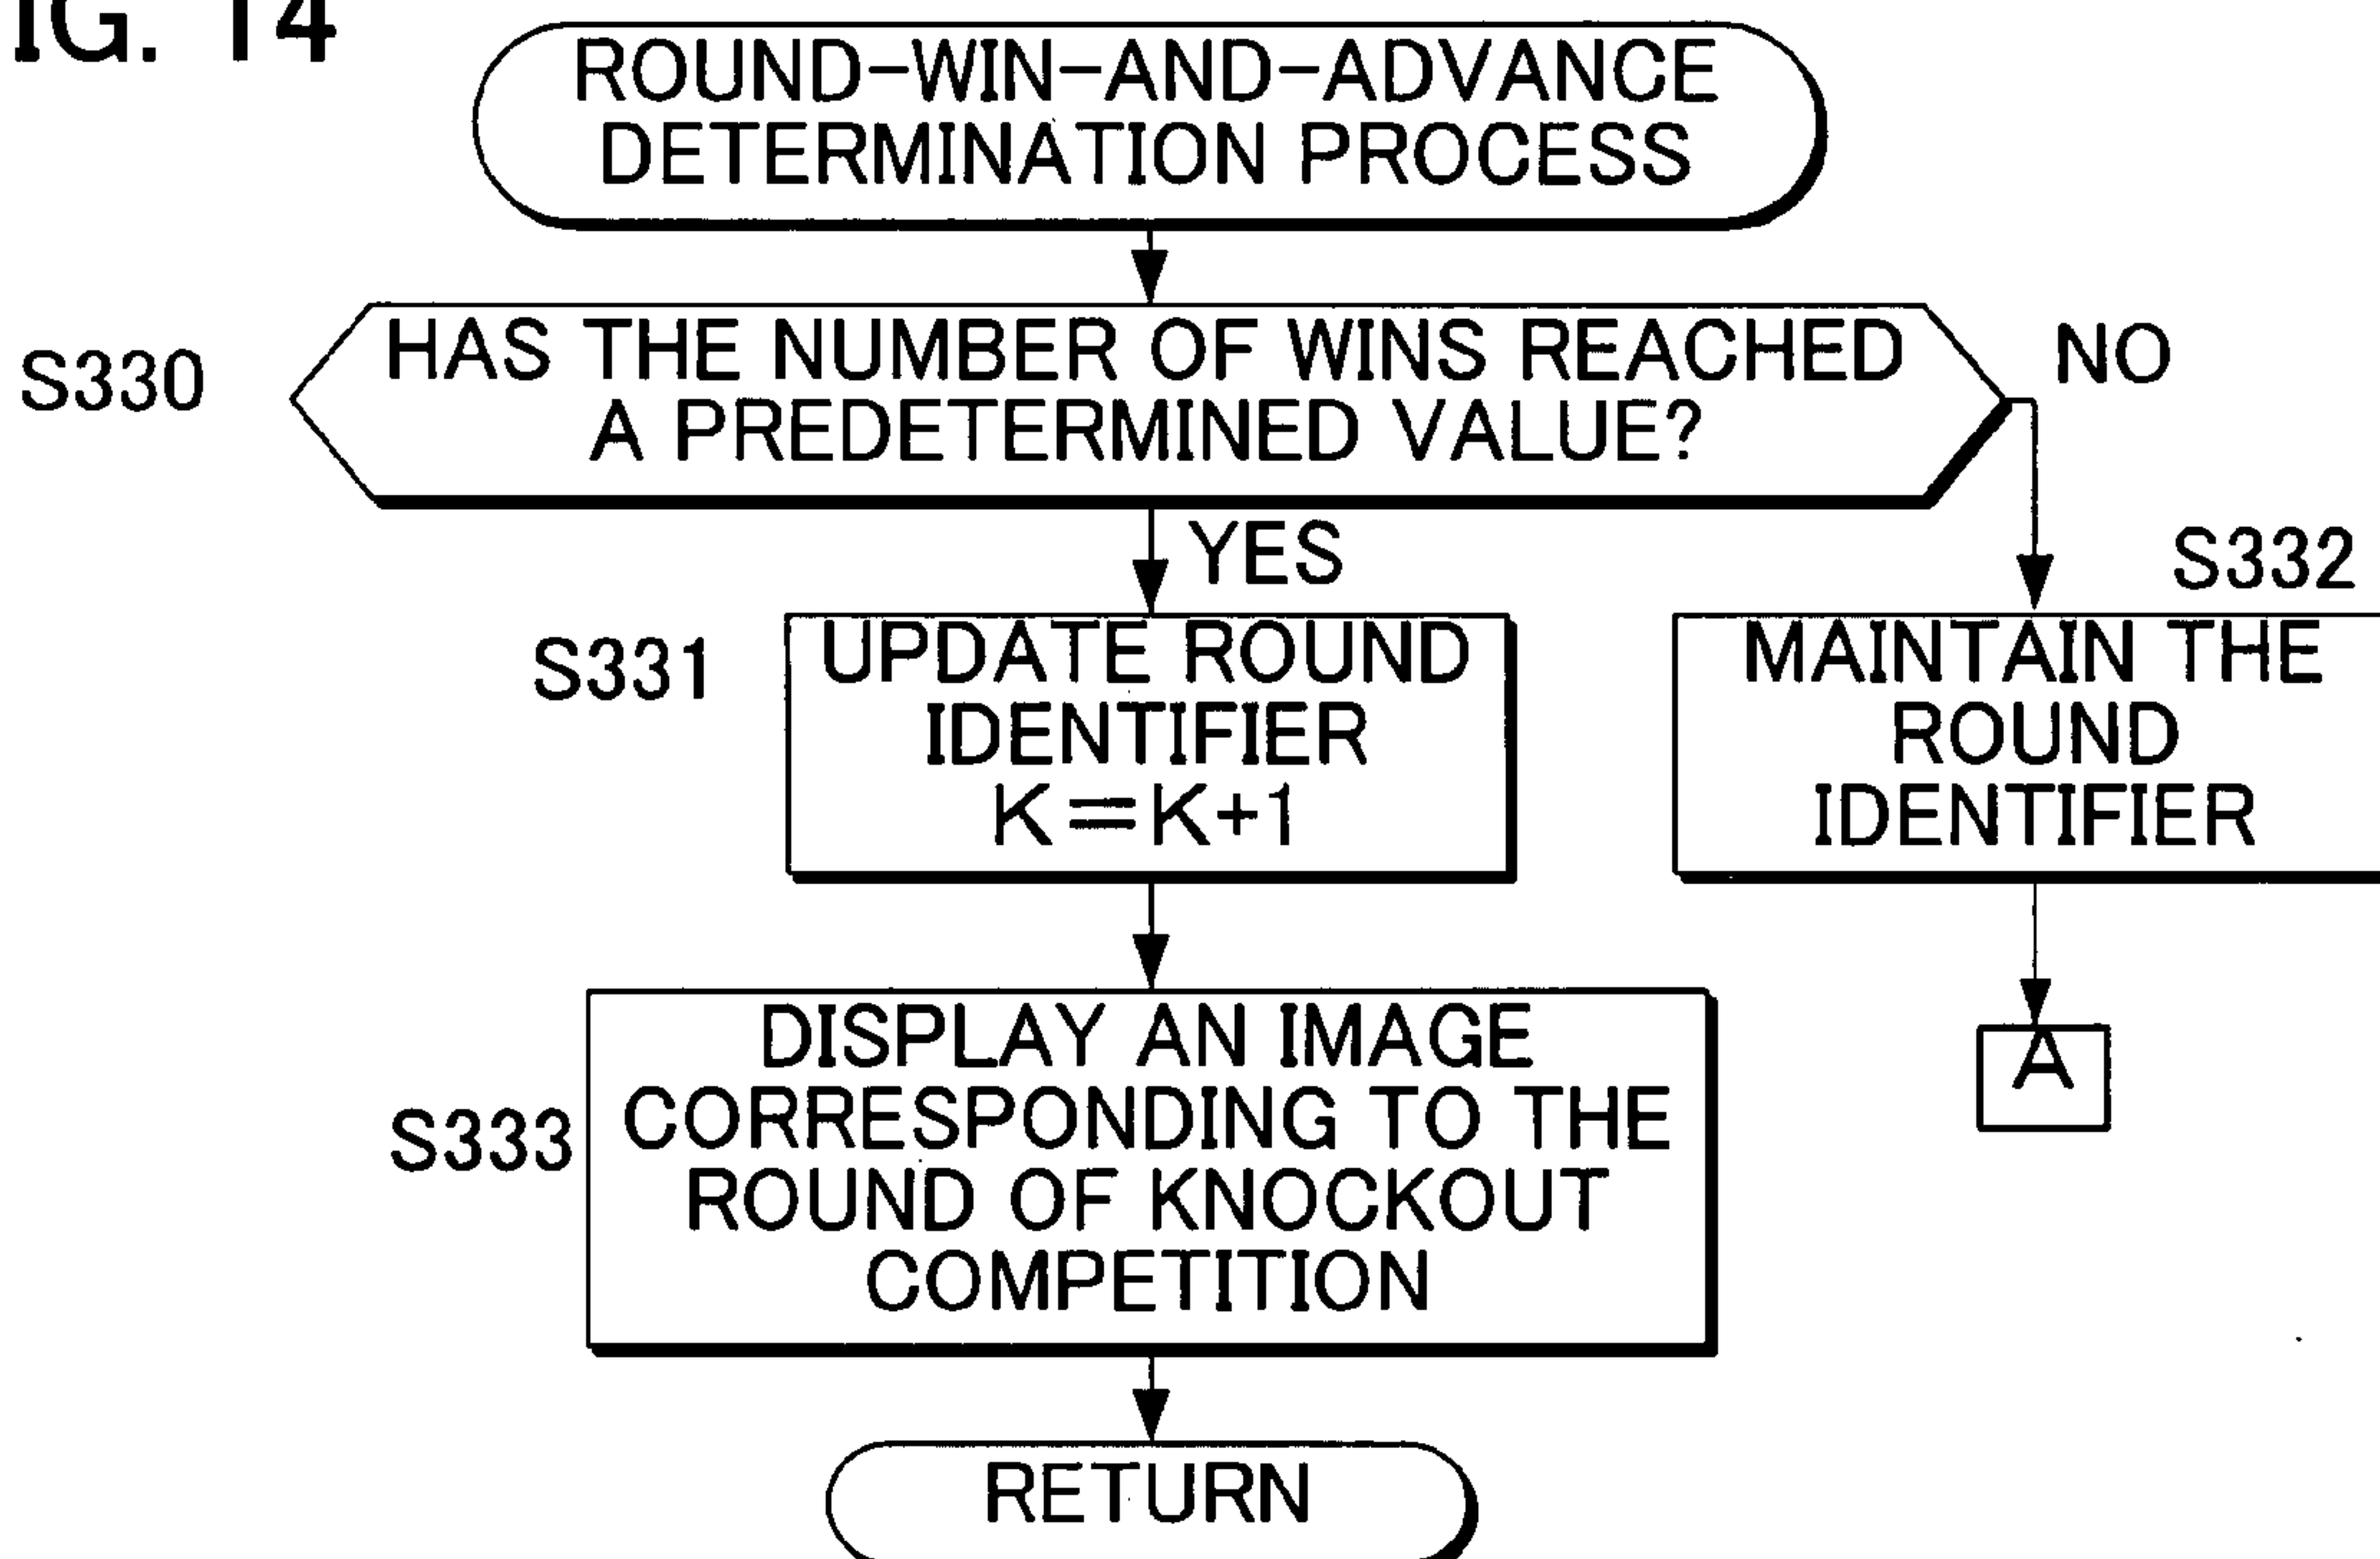 IG. 14
ROUND-WIN-AND-ADVANCE
DETERMINATION PROCESS
S330
HAS THE NUMBER OF WINS REACHED
A PREDETERMINED VALUE?
NO
YES
S331
UPDATE ROUND
IDENTIFIER
K=K+1
S332
MAINTAIN THE
ROUND
IDENTIFIER
A
S333
DISPLAY AN IMAGE
CORRESPONDING TO THE
ROUND OF KNOCKOUT
COMPETITION
RETURN